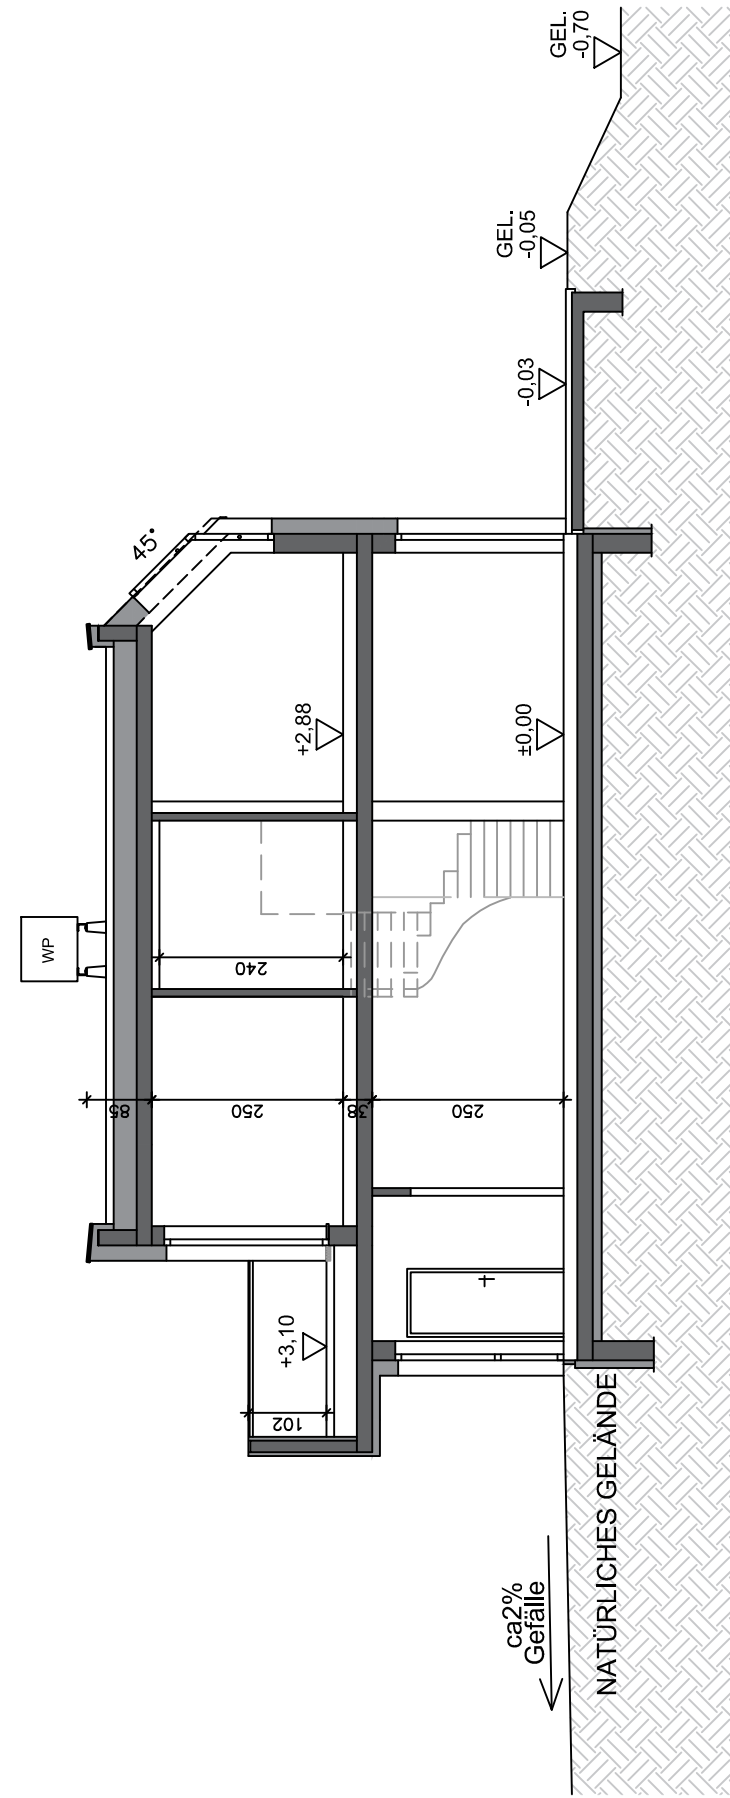 GEL.
-0,70
GEL.
-0,05
-0,03
45°
+2,88
±0,00
WP
240
85
250
38
250
+3,10
102
ca2%
Gefälle
NATÜRLICHES GELÄNDE